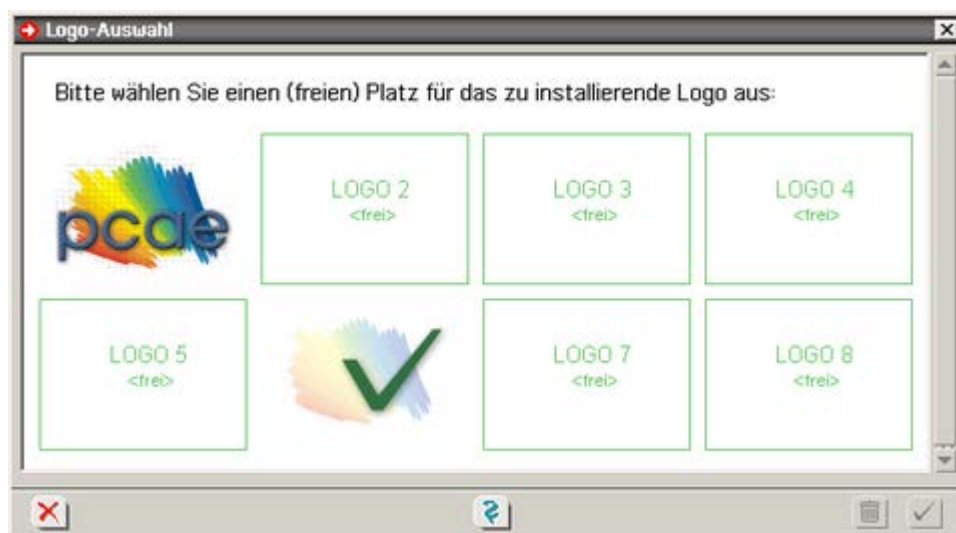 Logo-Auswahl
Bitte wählen Sie einen (freien) Platz für das zu installierende Logo aus:
pcae
LOGO 2
<frei>
LOGO 3
<frei>
LOGO 4
<frei>
LOGO 5
<frei>
LOGO 7
<frei>
LOGO 8
<frei>